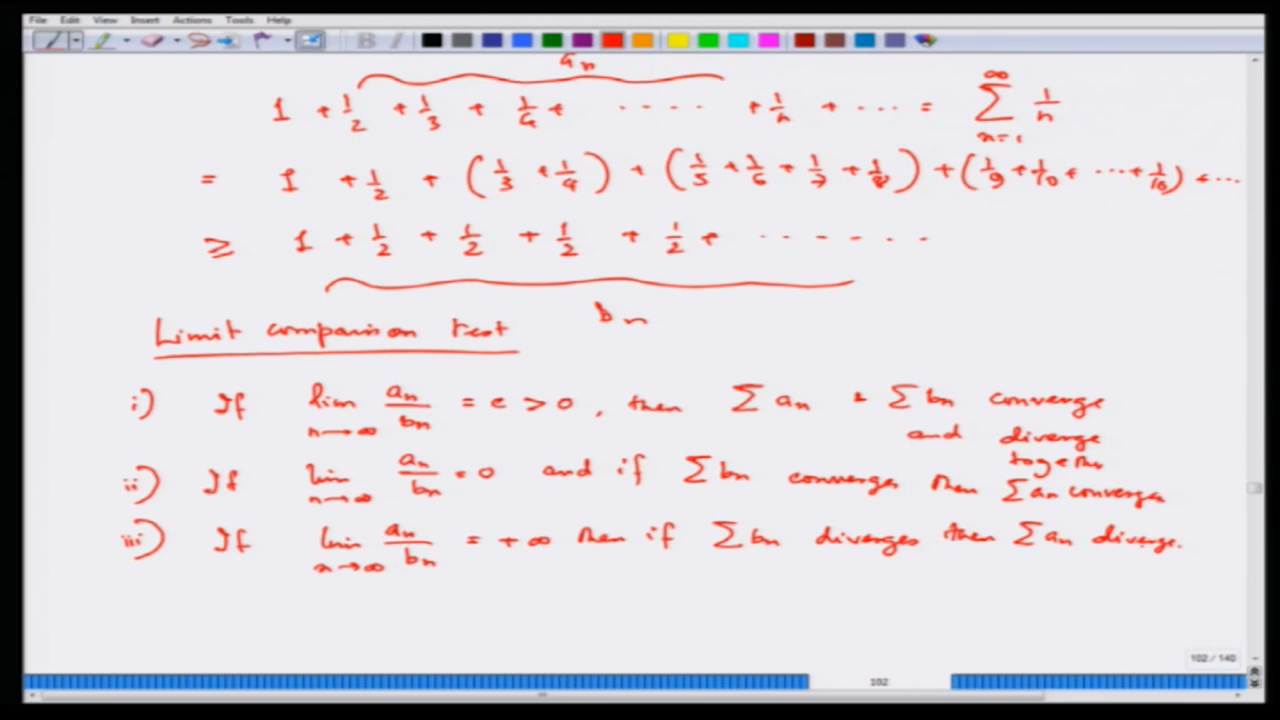 File Edit View Insert Actions Tools Help
a_n
1 + 1/2 + 1/3 + 1/4 + ..... + 1/n + ... = ∑_{n=1}^{∞} 1/n
= 1 + 1/2 + (1/3 + 1/4) + (1/5 + 1/6 + 1/7 + 1/8) + (1/9 + 1/10 + ... + 1/16) + ...
≥ 1 + 1/2 + 1/2 + 1/2 + 1/2 + .......
b_n
Limit comparison test
i) If lim_{n→∞} a_n/b_n = c > 0, then ∑ a_n & ∑ b_n converge
and diverge
together
ii) If lim_{n→∞} a_n/b_n = 0 and if ∑ b_n converges then ∑ a_n converges
iii) If lim_{n→∞} a_n/b_n = +∞ then if ∑ b_n diverges then ∑ a_n diverge.
102 / 140
102